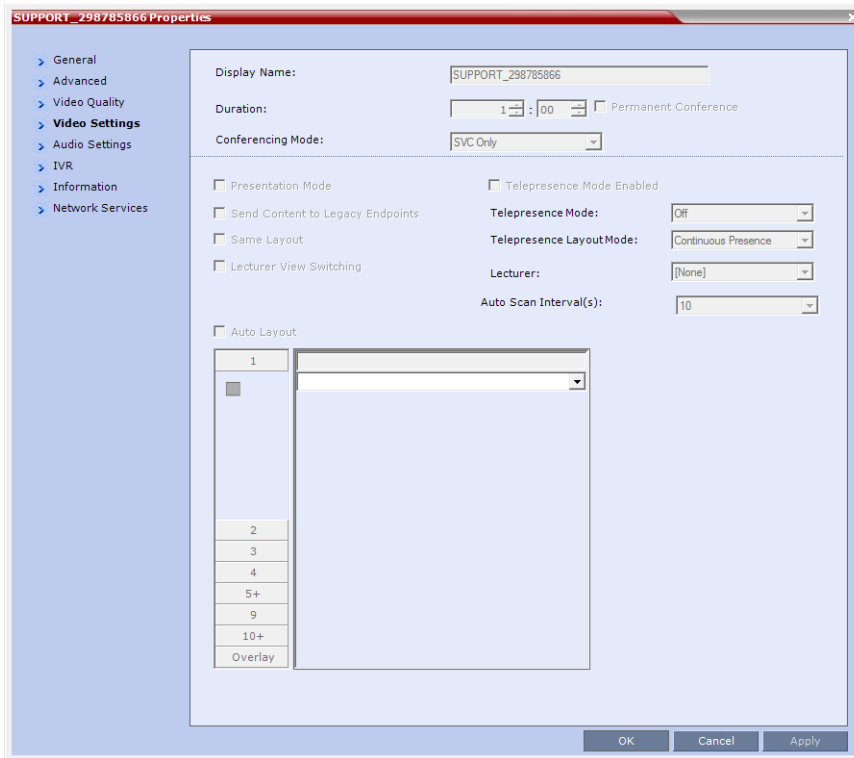 SUPPORT_298785866 Properties
General
Advanced
Video Quality
Video Settings
Audio Settings
IVR
Information
Network Services
Display Name: SUPPORT_298785866
Duration: 1 : 00 Permanent Conference
Conferencing Mode: SVC Only
Presentation Mode
Telepresence Mode Enabled
Send Content to Legacy Endpoints
Telepresence Mode: Off
Same Layout
Telepresence Layout Mode: Continuous Presence
Lecturer View Switching
Lecturer: [None]
Auto Scan Interval(s): 10
Auto Layout
1
2
3
4
5+
9
10+
Overlay
OK Cancel Apply